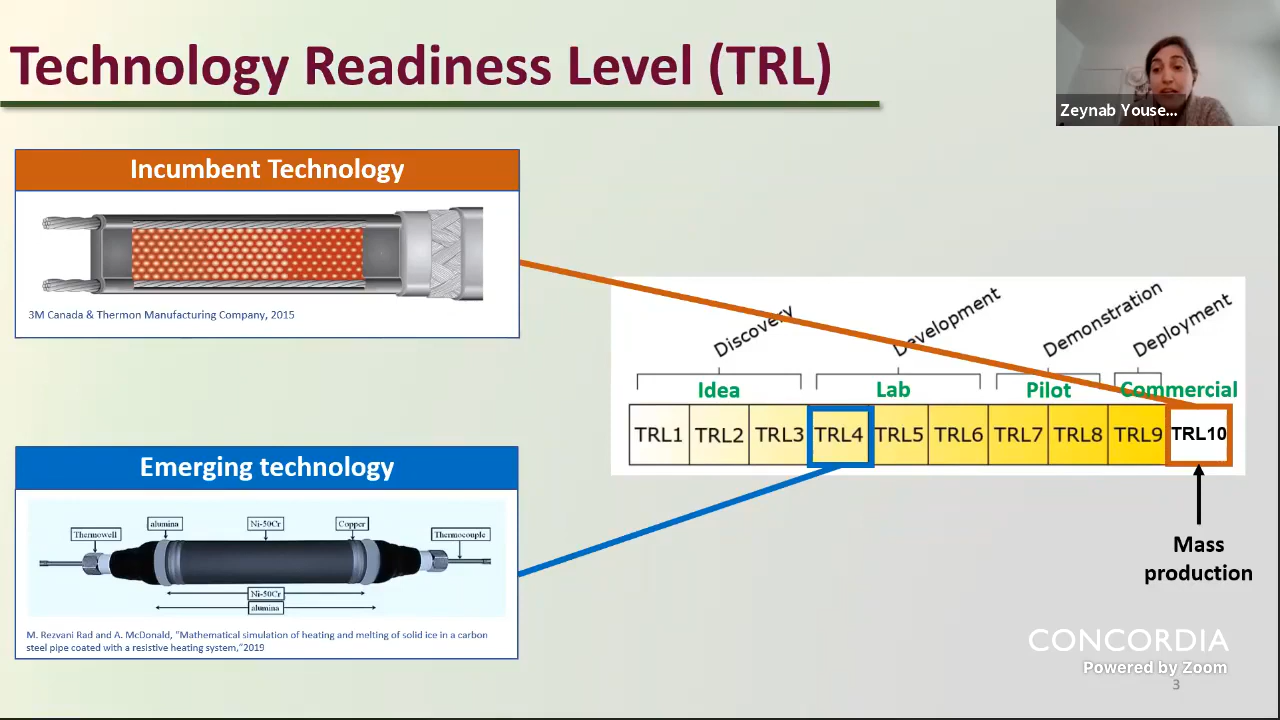 Technology Readiness Level (TRL)
Zeynab Youse...
Incumbent Technology
3M Canada & Thermon Manufacturing Company, 2015
Discovery
Development
Demonstration
Deployment
Idea
Lab
Pilot
Commercial
TRL1
TRL2
TRL3
TRL4
TRL5
TRL6
TRL7
TRL8
TRL9
TRL10
Mass
production
Emerging technology
Thermowell
alumina
Ni-50Cr
Copper
Thermocouple
Ni-50Cr
alumina
M. Rezvani Rad and A. McDonald, "Mathematical simulation of heating and melting of solid ice in a carbon
steel pipe coated with a resistive heating system,"2019
CONCORDIA
Powered by Zoom
3